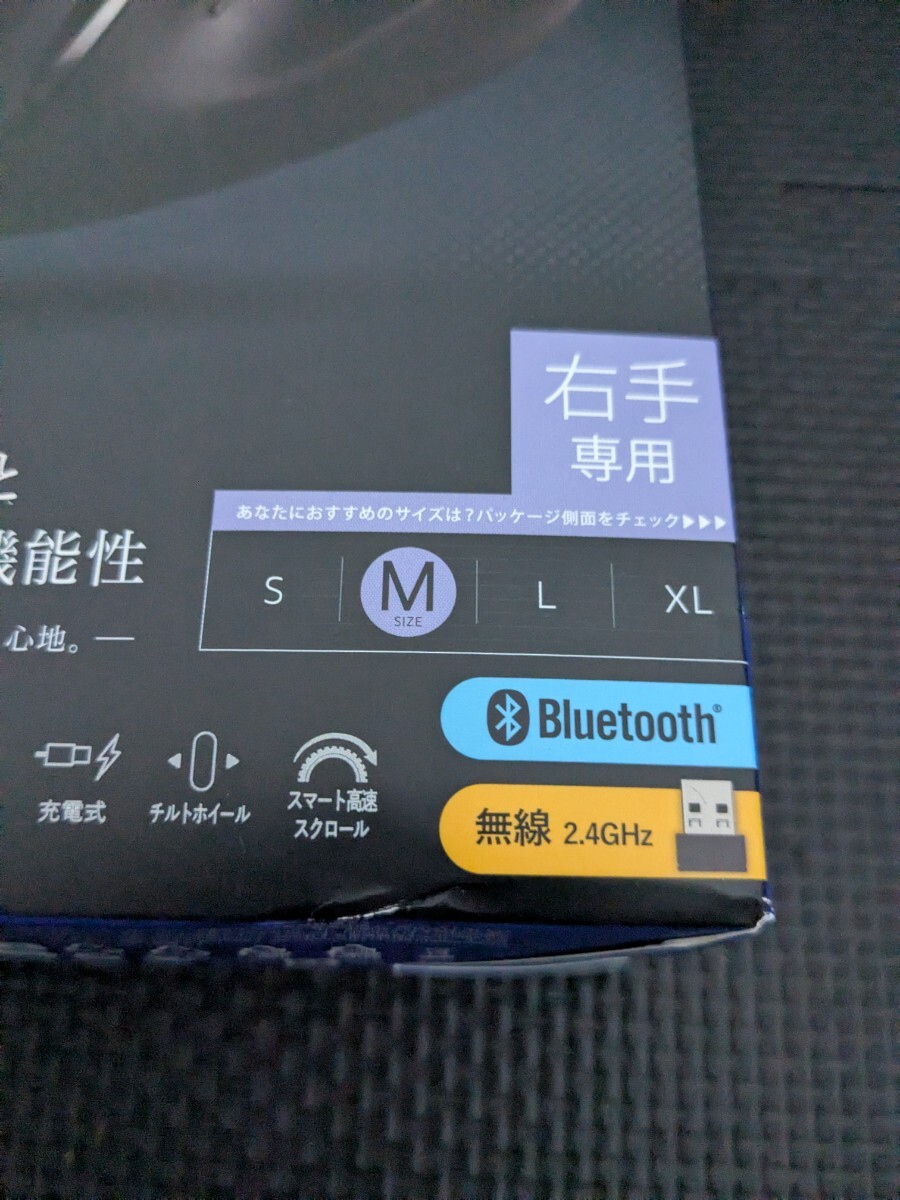 右手
専用
と
機能性
心地。―
あなたにおすすめのサイズは?パッケージ側面をチェック▶▶▶
S M L XL
SIZE
Bluetooth®
充電式
チルトホイール
スマート高速
スクロール
無線 2.4GHz